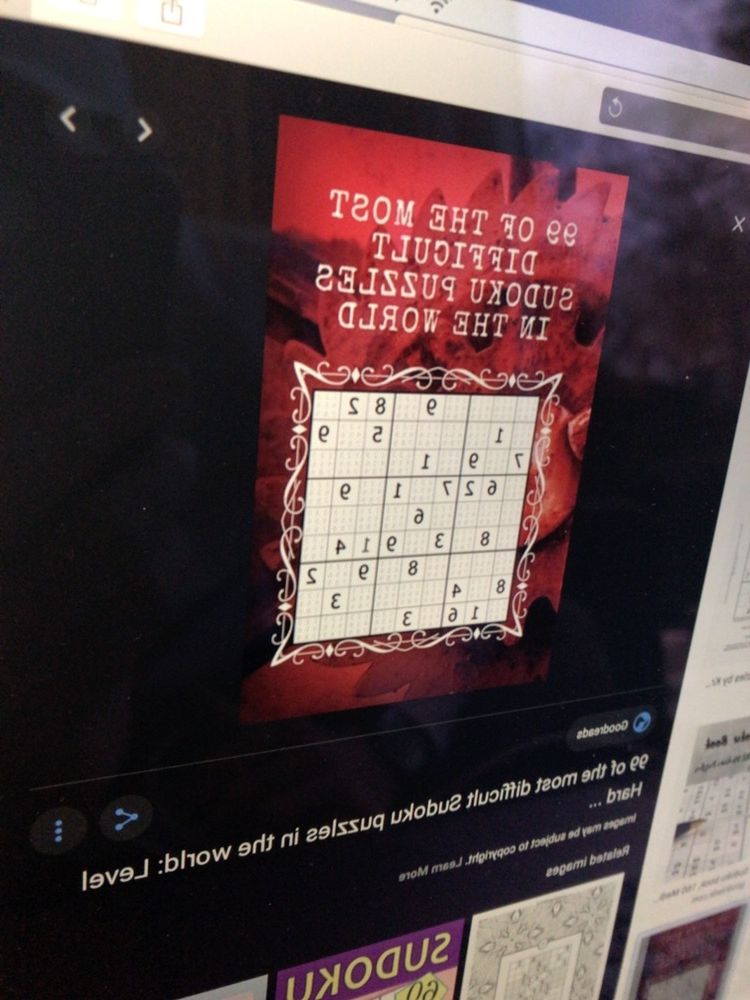 99 OF THE MOST
DIFFICULT
SUDOKU PUZZLES
IN THE WORLD
9 8 2
1 5 9
7 9 1
6 2 7 1 9
6
8 3 9 1 4
8 9 2
8 4 3
1 6 3
Goodreads
99 of the most difficult Sudoku puzzles in the world: Level
Hard ...
Images may be subject to copyright. Learn More
Related images
SUDOKU